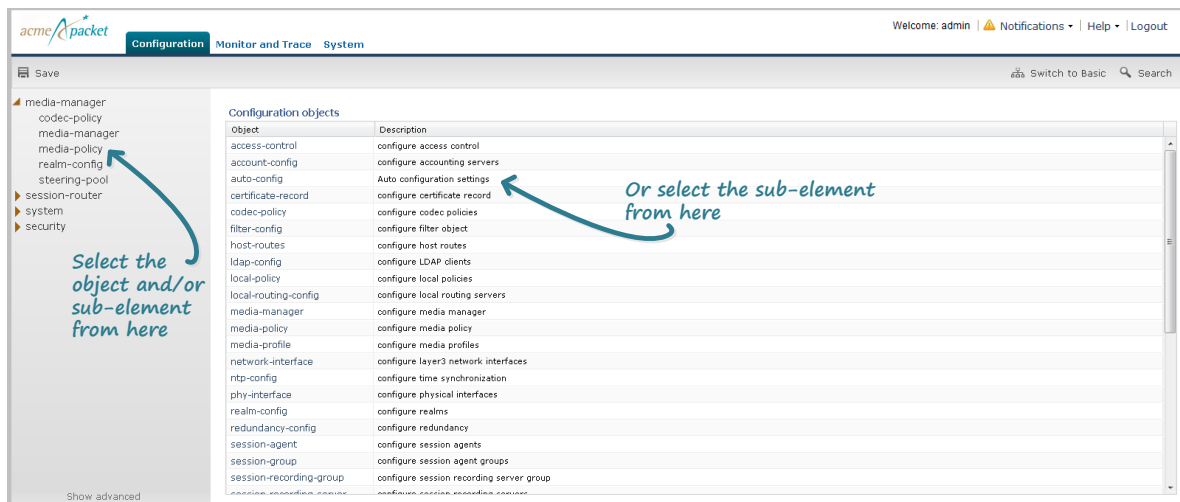 acme packet
Configuration Monitor and Trace System
Welcome: admin Notifications Help Logout
Save
Switch to Basic Search
media-manager
codec-policy
media-manager
media-policy
realm-config
steering-pool
session-router
system
security
Select the
object and/or
sub-element
from here
Show advanced
Configuration objects
Object Description
access-control configure access control
account-config configure accounting servers
auto-config Auto configuration settings
certificate-record configure certificate record
codec-policy configure codec policies
filter-config configure filter object
host-routes configure host routes
ldap-config configure LDAP clients
local-policy configure local policies
local-routing-config configure local routing servers
media-manager configure media manager
media-policy configure media policy
media-profile configure media profiles
network-interface configure layer3 network interfaces
ntp-config configure time synchronization
phy-interface configure physical interfaces
realm-config configure realms
redundancy-config configure redundancy
session-agent configure session agents
session-group configure session agent groups
session-recording-group configure session recording server group
session-recording-server configure session recording servers
Or select the sub-element
from here